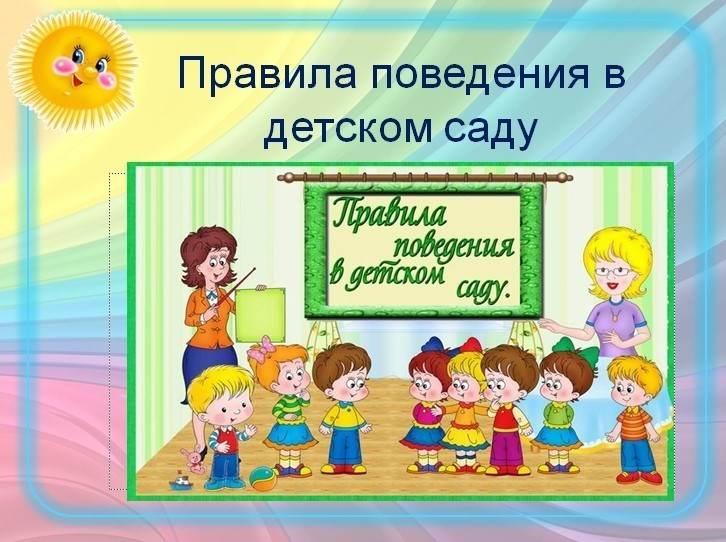 Правила поведения в
детском саду
Правила
поведения
в детском
саду.